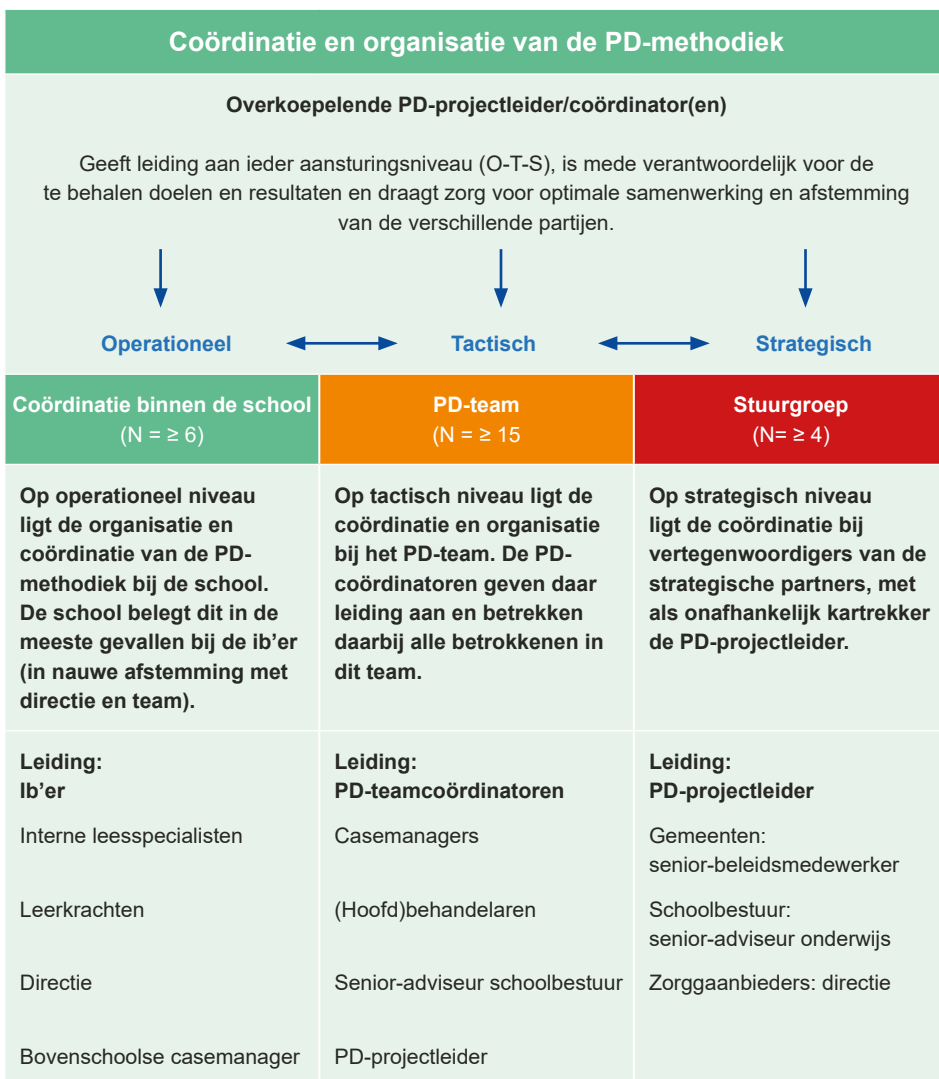 Coördinatie en organisatie van de PD-methodiek
Overkoepelende PD-projectleider/coördinator(en)
Geeft leiding aan ieder aansturingsniveau (O-T-S), is mede verantwoordelijk voor de
te behalen doelen en resultaten en draagt zorg voor optimale samenwerking en afstemming
van de verschillende partijen.
Operationeel
Tactisch
Strategisch
Coördinatie binnen de school
(N = ≥ 6)
PD-team
(N = ≥ 15
Stuurgroep
(N= ≥ 4)
Op operationeel niveau
ligt de organisatie en
coördinatie van de PD-
methodiek bij de school.
De school belegt dit in de
meeste gevallen bij de ib’er
(in nauwe afstemming met
directie en team).
Op tactisch niveau ligt de
coördinatie en organisatie
bij het PD-team. De PD-
coördinatoren geven daar
leiding aan en betrekken
daarbij alle betrokkenen in
dit team.
Op strategisch niveau
ligt de coördinatie bij
vertegenwoordigers van de
strategische partners, met
als onafhankelijk kartrekker
de PD-projectleider.
Leiding:
Ib’er
Interne leesspecialisten
Leerkrachten
Directie
Bovenschoolse casemanager
Leiding:
PD-teamcoördinatoren
Casemanagers
(Hoofd)behandelaren
Senior-adviseur schoolbestuur
PD-projectleider
Leiding:
PD-projectleider
Gemeenten:
senior-beleidsmedewerker
Schoolbestuur:
senior-adviseur onderwijs
Zorggaanbieders: directie